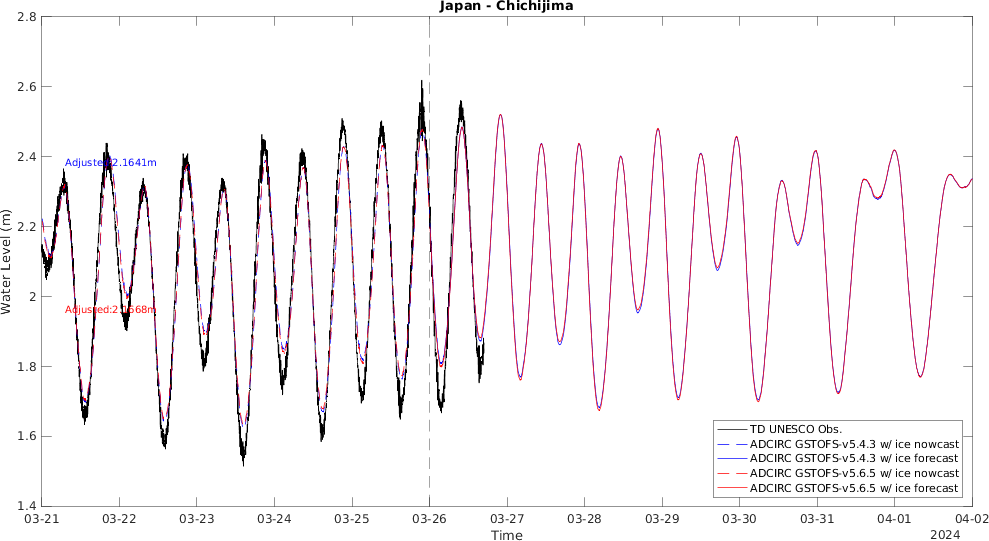 Japan - Chichijima
Water Level (m)
2.8
2.6
2.4
2.2
2
1.8
1.6
1.4
Adjusted:2.1641m
03-21
03-22
03-23
03-24
03-25
03-26
03-27
03-28
03-29
03-30
03-31
04-01
04-02
Time
2024
TD UNESCO Obs.
ADCIRC GSTOFS-v5.4.3 w/ ice nowcast
ADCIRC GSTOFS-v5.4.3 w/ ice forecast
ADCIRC GSTOFS-v5.6.5 w/ ice nowcast
ADCIRC GSTOFS-v5.6.5 w/ ice forecast